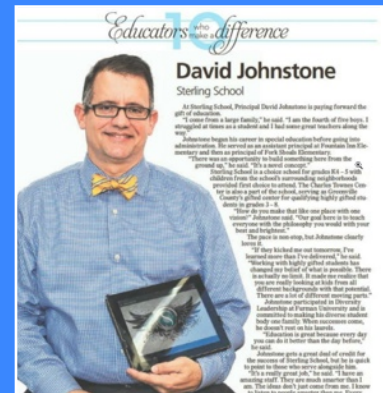 10
Educators who make a difference
David Johnstone
Sterling School
At Sterling School, Principal David Johnstone is paying forward the
gift of education.
"I come from a large family," he said. "I am the fourth of five boys. I
struggled at times as a student and I had some great teachers along the
way."
Johnstone began his career in special education before going into
administration. He served as an assistant principal at Fountain Inn Ele-
mentary and then as principal of Fork Shoals Elementary.
"There was an opportunity to build something here from the
ground up," he said. "It's a novel concept."
Sterling School is a choice school for grades K4 – 5 with
children from the school's surrounding neighborhoods
provided first choice to attend. The Charles Townes Cen-
ter is also a part of the school, serving as Greenville
County's gifted center for qualifying highly gifted stu-
dents in grades 3 – 8.
"How do you make that like one place with one
vision?" Johnstone said. "Our goal here is to teach
everyone with the philosophy you would with your
best and brightest."
The pace is non-stop, but Johnstone clearly
loves it.
"If they kicked me out tomorrow, I've
learned more than I've delivered," he said.
"Working with highly gifted students has
changed my belief of what is possible. There
is actually no limit. It made me realize that
you are really looking at kids from all
different backgrounds with that potential.
There are a lot of different moving parts."
Johnstone participated in Diversity
Leadership at Furman University and is
committed to making his diverse student
body one family. When successes come,
he doesn't rest on his laurels.
"Education is great because every day
you can do it better than the day before,"
he said.
Johnstone gets a great deal of credit for
the success of Sterling School, but he is quick
to point to those who serve alongside him.
"It's a really great job," he said. "I have an
amazing staff. They are much smarter than I
am. The ideas don't just come from me. I know